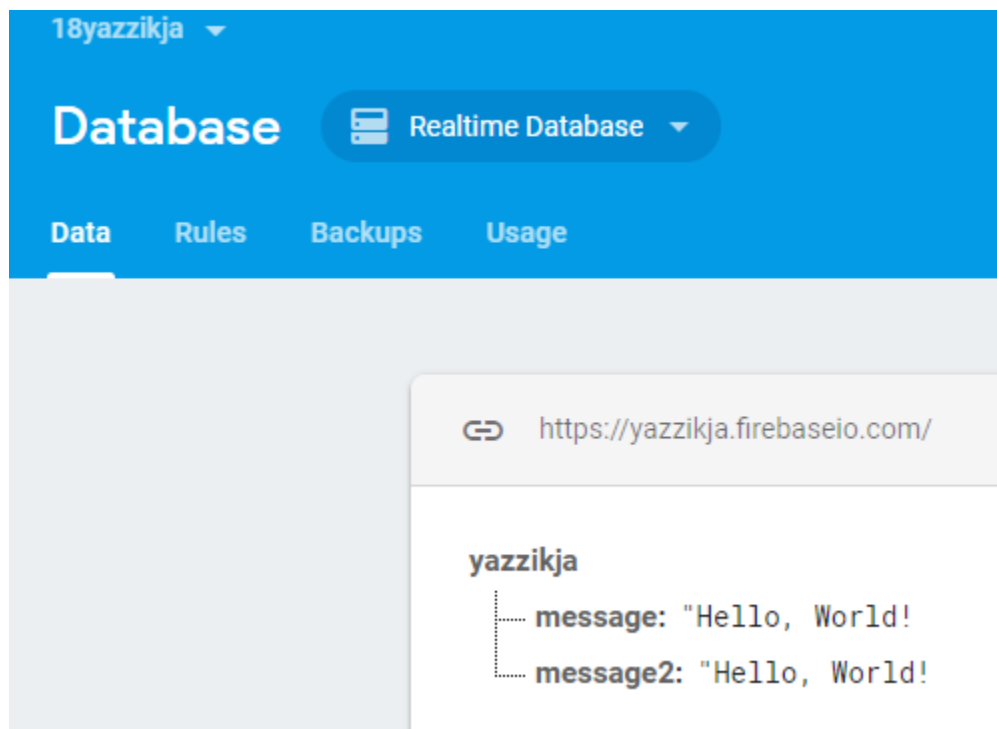 18yazzikja
Database Realtime Database
Data Rules Backups Usage
https://yazzikja.firebaseio.com/
yazzikja
message: "Hello, World!
message2: "Hello, World!